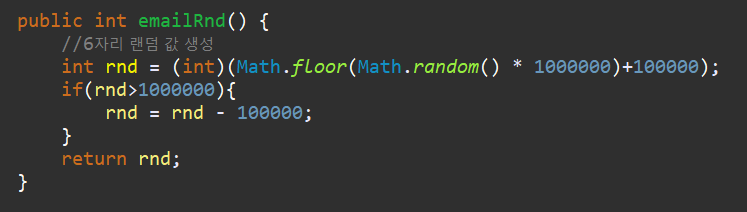 public int emailRnd() {
//6자리 랜덤 값 생성
int rnd = (int)(Math.floor(Math.random() * 1000000)+100000);
if(rnd>1000000){
rnd = rnd - 100000;
}
return rnd;
}